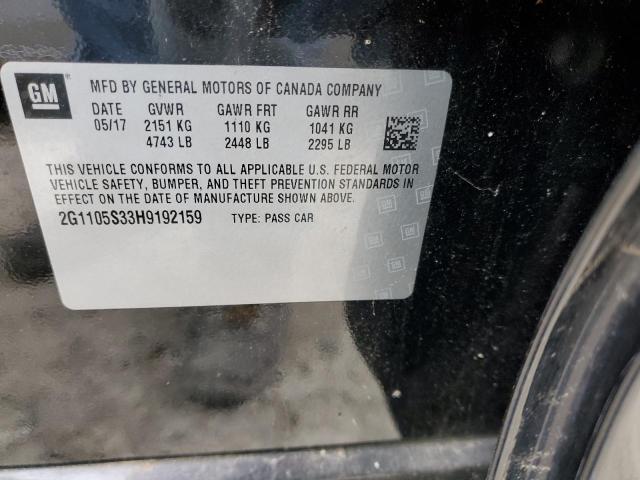 GM
MFD BY GENERAL MOTORS OF CANADA COMPANY
DATE GVWR GAWR FRT GAWR RR
05/17 2151 KG 1110 KG 1041 KG
4743 LB 2448 LB 2295 LB
THIS VEHICLE CONFORMS TO ALL APPLICABLE U.S. FEDERAL MOTOR
VEHICLE SAFETY, BUMPER, AND THEFT PREVENTION STANDARDS
IN EFFECT ON THE DATE OF MANUFACTURE SHOWN ABOVE.
2G1105S33H9192159 TYPE: PASS CAR